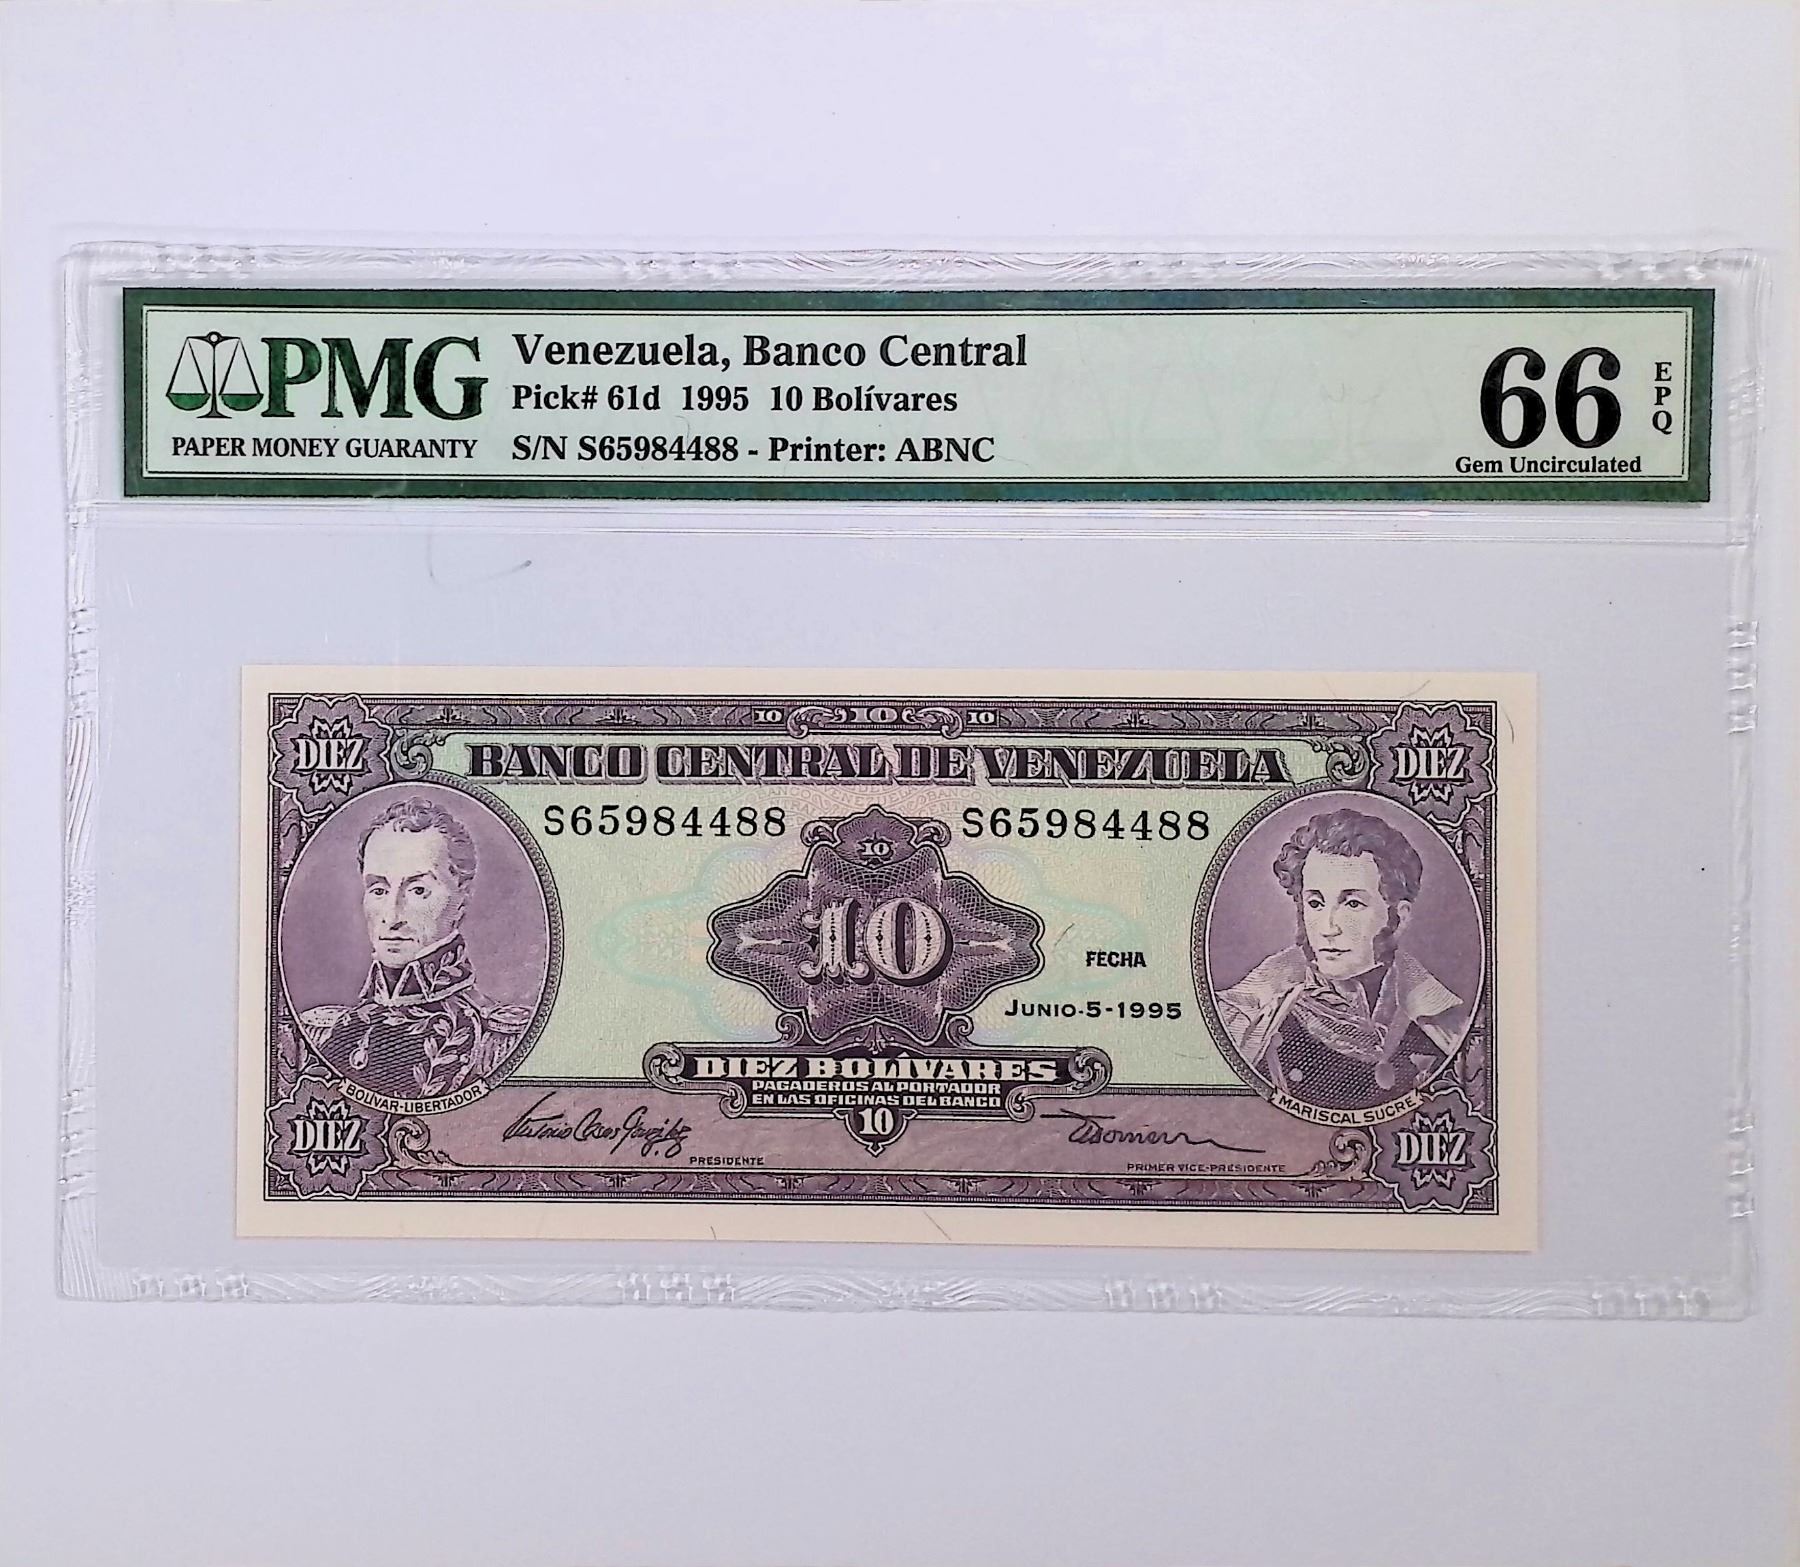 PMG
PAPER MONEY GUARANTY
Venezuela, Banco Central
Pick# 61d 1995 10 Bolívares
S/N S65984488 - Printer: ABNC
66
EPQ
Gem Uncirculated
10 10 10
DIEZ BANCO CENTRAL DE VENEZUELA DIEZ
S65984488 S65984488
10
10
FECHA
JUNIO-5-1995
DIEZ BOLÍVARES
PAGADEROS AL PORTADOR
EN LAS OFICINAS DEL BANCO
BOLIVAR-LIBERTADOR
MARISCAL SUCRE
DIEZ 10 DIEZ
PRESIDENTE
PRIMER VICE-PRESIDENTE